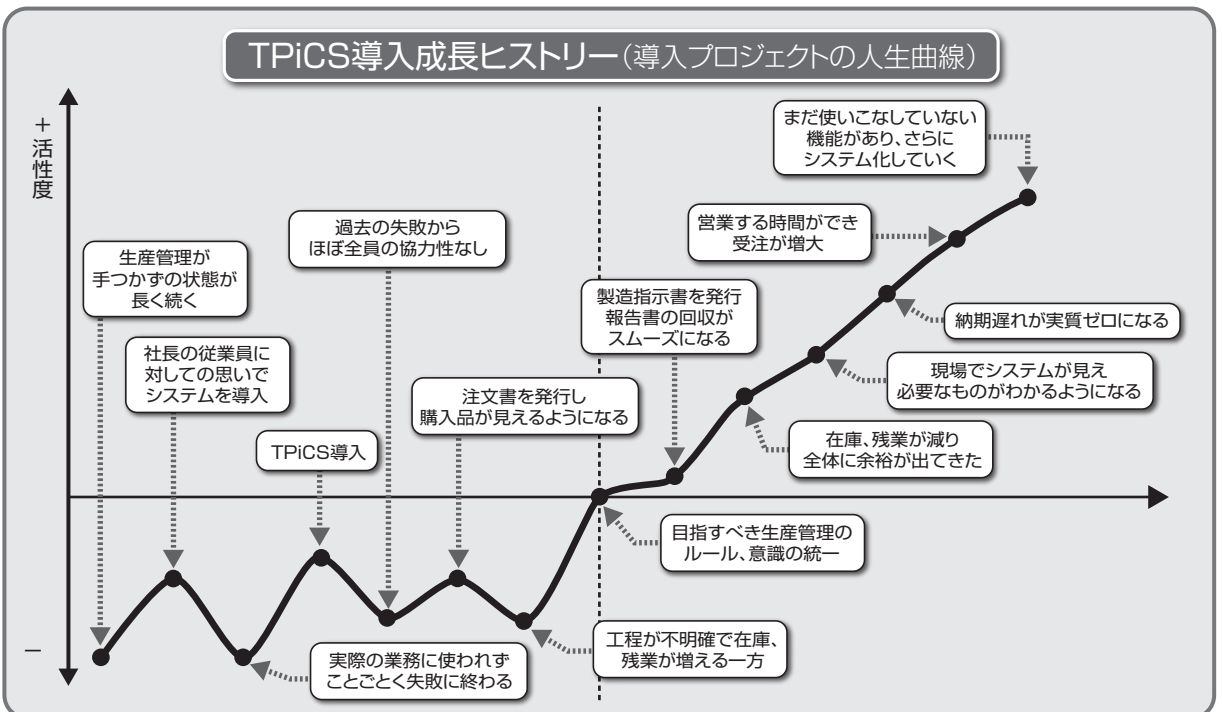 TPiCS導入成長ヒストリー（導入プロジェクトの人生曲線）
＋
活性度
－
生産管理が
手つかずの状態が
長く続く
社長の従業員に
対しての思いで
システムを導入
実際の業務に使われず
ことごとく失敗に終わる
TPiCS導入
過去の失敗から
ほぼ全員の協力性なし
注文書を発行し
購入品が見えるようになる
工程が不明確で在庫、
残業が増える一方
目指すべき生産管理の
ルール、意識の統一
製造指示書を発行
報告書の回収が
スムーズになる
在庫、残業が減り
全体に余裕が出てきた
現場でシステムが見え
必要なものがわかるようになる
納期遅れが実質ゼロになる
営業する時間ができ
受注が増大
まだ使いこなしていない
機能があり、さらに
システム化していく